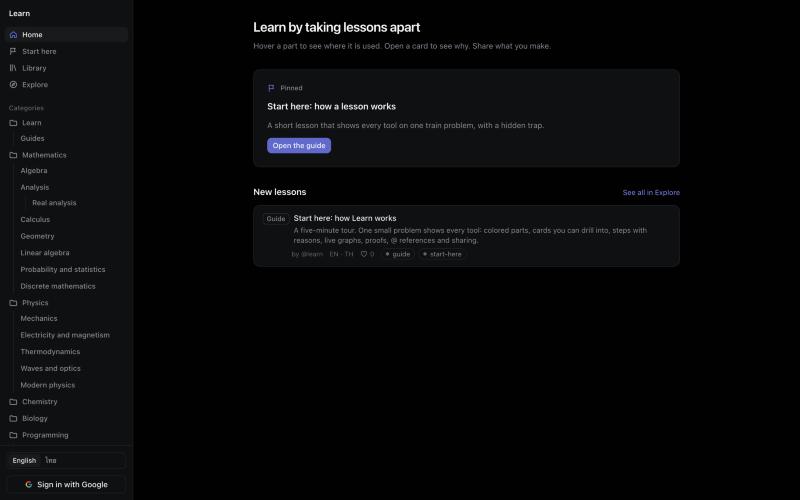 Learn
Home
Start here
Library
Explore
Categories
Learn
Guides
Mathematics
Algebra
Analysis
Real analysis
Calculus
Geometry
Linear algebra
Probability and statistics
Discrete mathematics
Physics
Mechanics
Electricity and magnetism
Thermodynamics
Waves and optics
Modern physics
Chemistry
Biology
Programming
English ไทย
Sign in with Google
Learn by taking lessons apart
Hover a part to see where it is used. Open a card to see why. Share what you make.
Pinned
Start here: how a lesson works
A short lesson that shows every tool on one train problem, with a hidden trap.
Open the guide
New lessons See all in Explore
Guide Start here: how Learn works
A five-minute tour. One small problem shows every tool: colored parts, cards you can drill into, steps with
reasons, live graphs, proofs, @ references and sharing.
by @learn EN · TH 0 guide start-here